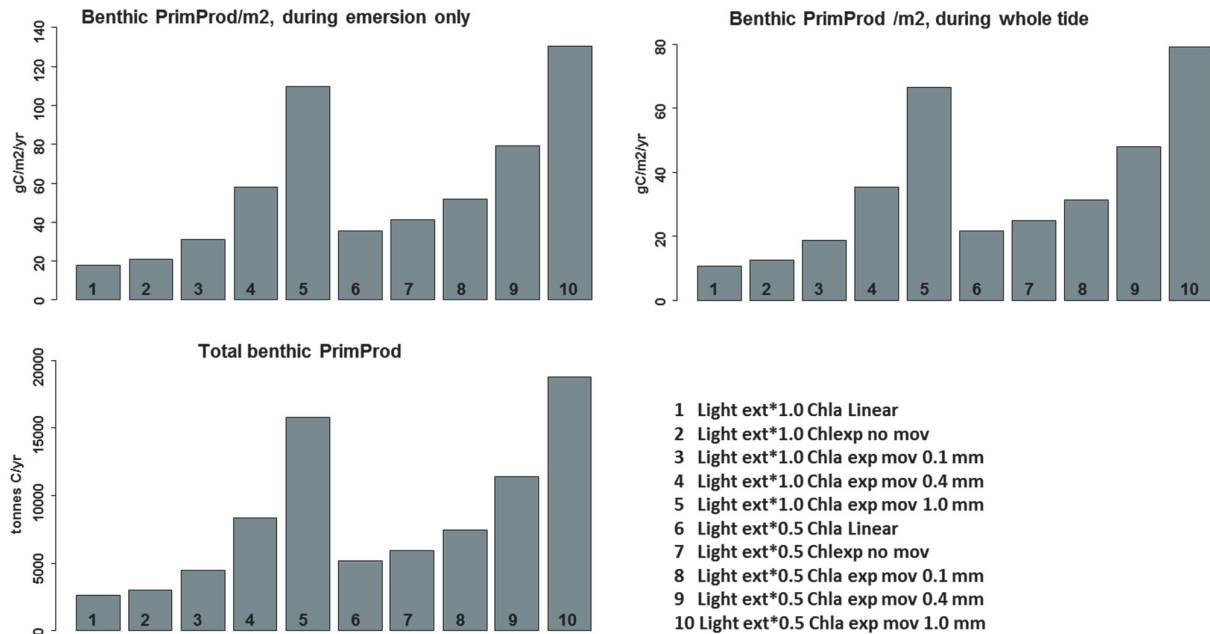 Benthic PrimProd/m2, during emersion only
gC/m2/yr
140
120
100
80
60
40
20
0
1 2 3 4 5 6 7 8 9 10
Benthic PrimProd /m2, during whole tide
gC/m2/yr
80
60
40
20
0
1 2 3 4 5 6 7 8 9 10
Total benthic PrimProd
tonnes C/yr
20000
15000
10000
5000
0
1 2 3 4 5 6 7 8 9 10
1 Light ext*1.0 Chla Linear
2 Light ext*1.0 Chlexp no mov
3 Light ext*1.0 Chla exp mov 0.1 mm
4 Light ext*1.0 Chla exp mov 0.4 mm
5 Light ext*1.0 Chla exp mov 1.0 mm
6 Light ext*0.5 Chla Linear
7 Light ext*0.5 Chlexp no mov
8 Light ext*0.5 Chla exp mov 0.1 mm
9 Light ext*0.5 Chla exp mov 0.4 mm
10 Light ext*0.5 Chla exp mov 1.0 mm